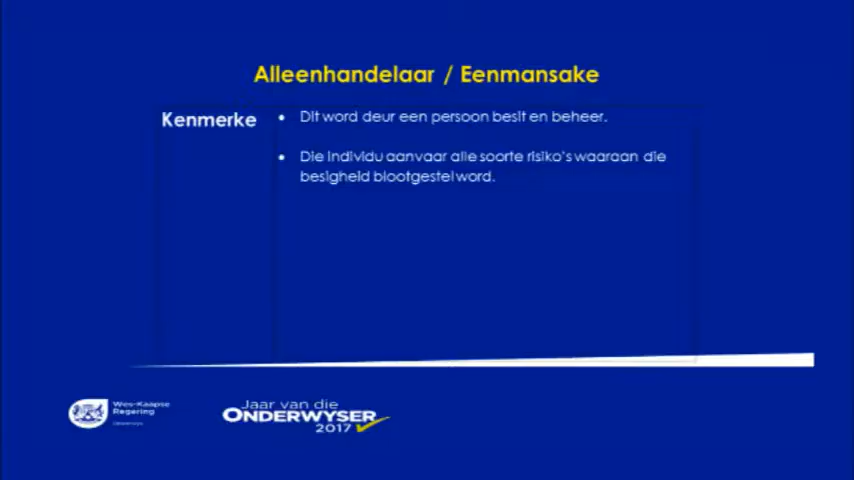 Alleenhandelaar / Eenmansake
Kenmerke
• Dit word deur een persoon besit en beheer.
• Die individu aanvaar alle soorte risiko's waaraan die
besigheid blootgestel word.
Wes-Kaapse
Regering
Jaar van die
ONDERWYSER
2017